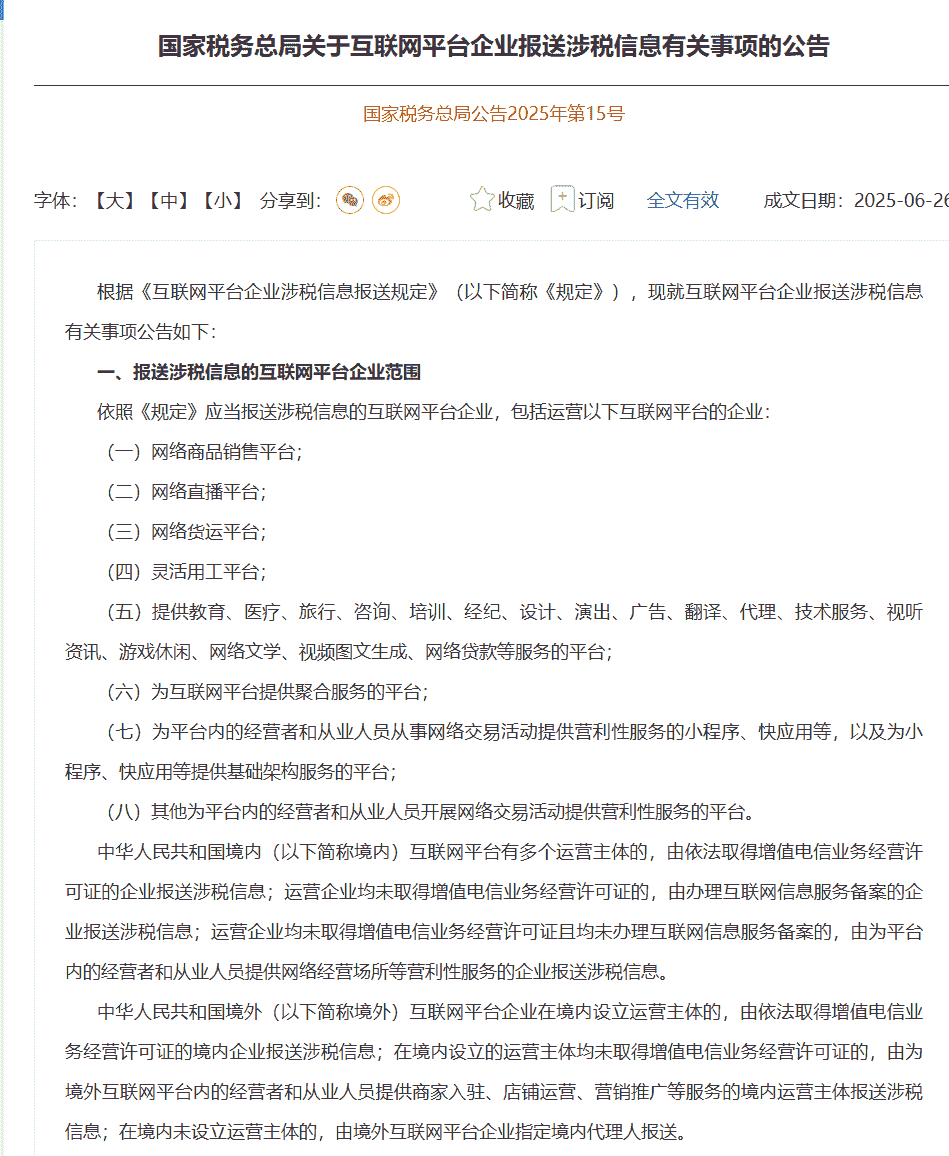 国家税务总局关于互联网平台企业报送涉税信息有关事项的公告
国家税务总局公告2025年第15号
字体：【大】【中】【小】 分享到： 收藏 订阅 全文有效 成文日期：2025-06-26
根据《互联网平台企业涉税信息报送规定》（以下简称《规定》），现就互联网平台企业报送涉税信息
有关事项公告如下：
一、报送涉税信息的互联网平台企业范围
依照《规定》应当报送涉税信息的互联网平台企业，包括运营以下互联网平台的企业：
（一）网络商品销售平台；
（二）网络直播平台；
（三）网络货运平台；
（四）灵活用工平台；
（五）提供教育、医疗、旅行、咨询、培训、经纪、设计、演出、广告、翻译、代理、技术服务、视听
资讯、游戏休闲、网络文学、视频图文生成、网络贷款等服务的平台；
（六）为互联网平台提供聚合服务的平台；
（七）为平台内的经营者和从业人员从事网络交易活动提供营利性服务的小程序、快应用等，以及为小
程序、快应用等提供基础架构服务的平台；
（八）其他为平台内的经营者和从业人员开展网络交易活动提供营利性服务的平台。
中华人民共和国境内（以下简称境内）互联网平台有多个运营主体的，由依法取得增值电信业务经营许
可证的企业报送涉税信息；运营企业均未取得增值电信业务经营许可证的，由办理互联网信息服务备案的企
业报送涉税信息；运营企业均未取得增值电信业务经营许可证且均未办理互联网信息服务备案的，由为平台
内的经营者和从业人员提供网络经营场所等营利性服务的企业报送涉税信息。
中华人民共和国境外（以下简称境外）互联网平台企业在境内设立运营主体的，由依法取得增值电信业
务经营许可证的境内企业报送涉税信息；在境内设立的运营主体均未取得增值电信业务经营许可证的，由为
境外互联网平台内的经营者和从业人员提供商家入驻、店铺运营、营销推广等服务的境内运营主体报送涉税
信息；在境内未设立运营主体的，由境外互联网平台企业指定境内代理人报送。